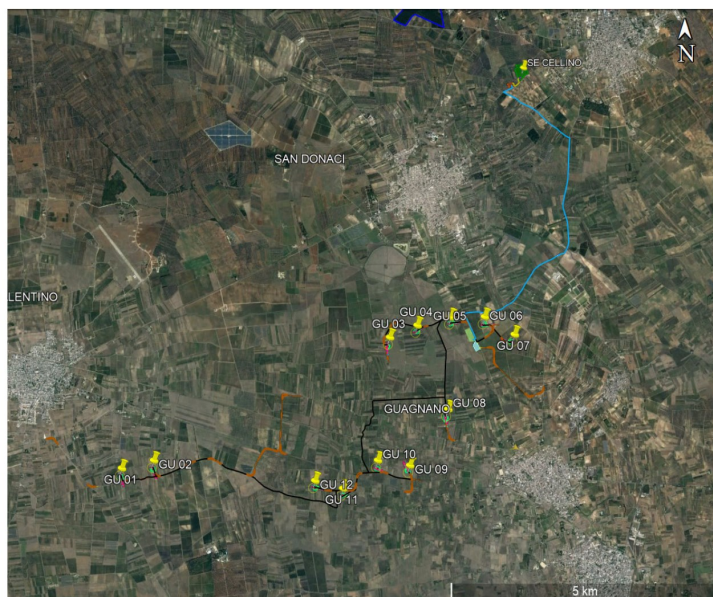 N
SE CELLINO
SAN DONACI
LENTINO
GU 04
GU 05
GU 06
GU 03
GU 07
GUAGNANO
GU 08
GU 10
GU 09
GU 02
GU 01
GU 12
GU 11
5 km